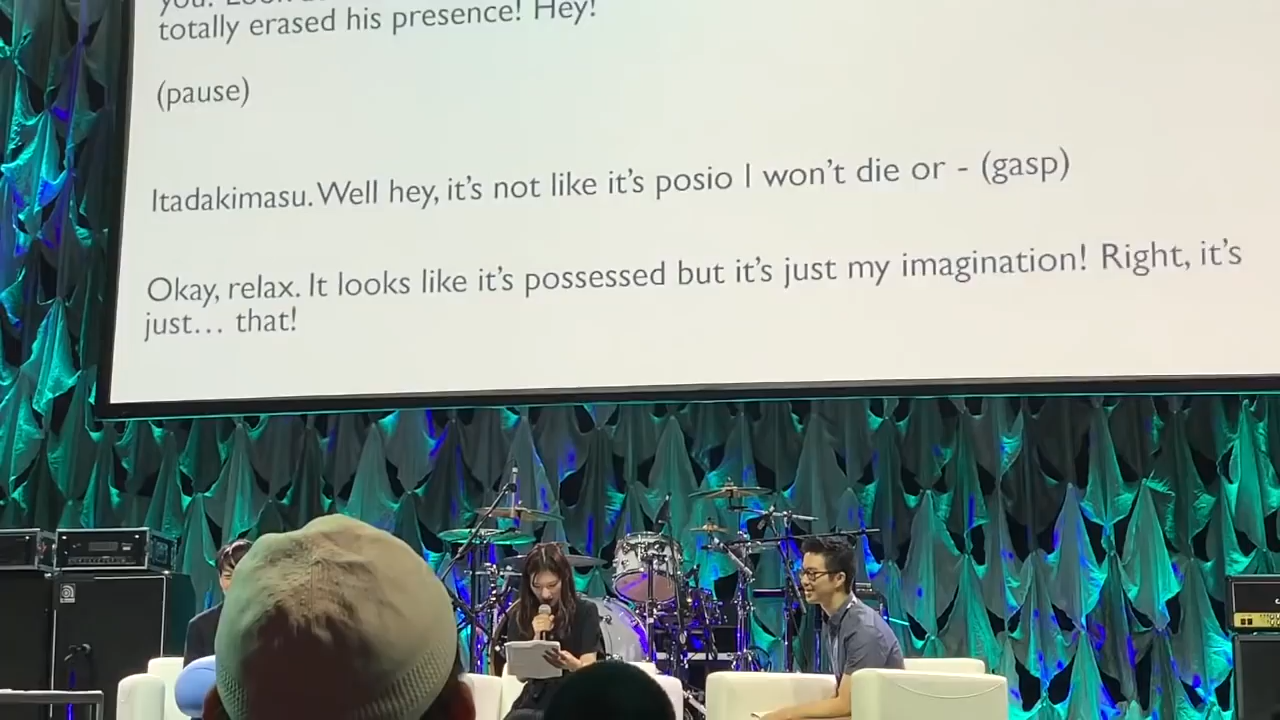 totally erased his presence! Hey!
(pause)
Itadakimasu. Well hey, it's not like it's posio I won't die or - (gasp)
Okay, relax. It looks like it's possessed but it's just my imagination! Right, it's
just... that!